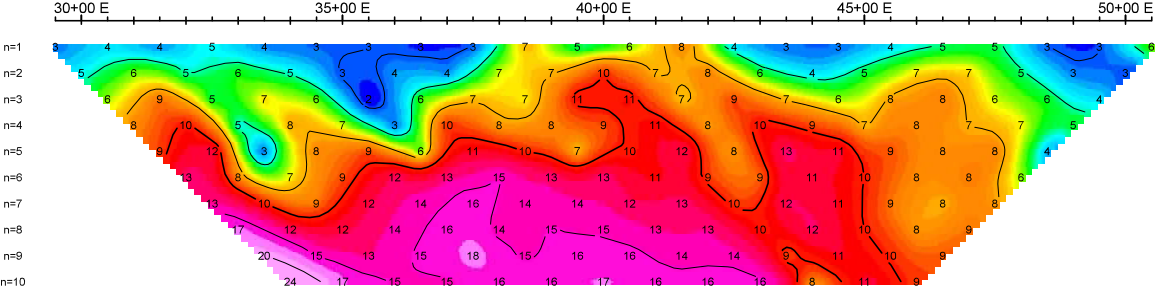 30+00 E 35+00 E 40+00 E 45+00 E 50+00 E
n=1 3 4 4 5 4 3 3 3 3 7 5 6 8 4 3 3 4 5 5 3 3 6
n=2 5 6 5 6 5 3 4 4 7 7 10 7 8 6 4 5 7 7 5 3 3
n=3 6 9 5 7 6 2 6 7 7 11 11 7 9 7 6 8 8 6 6 4
n=4 8 10 5 8 7 3 10 8 8 9 11 8 10 9 7 8 7 7 5
n=5 9 12 3 8 9 6 11 10 7 10 12 8 13 11 9 8 8 4
n=6 13 8 7 9 12 13 15 13 13 11 9 9 11 10 8 8 6
n=7 13 10 9 12 14 16 14 14 12 13 10 12 11 9 8 8
n=8 17 12 12 14 16 14 15 15 13 13 10 12 10 8 9
n=9 20 15 13 15 18 15 16 16 14 14 9 11 10 9
n=10 24 17 15 15 16 16 17 16 16 16 8 11 9